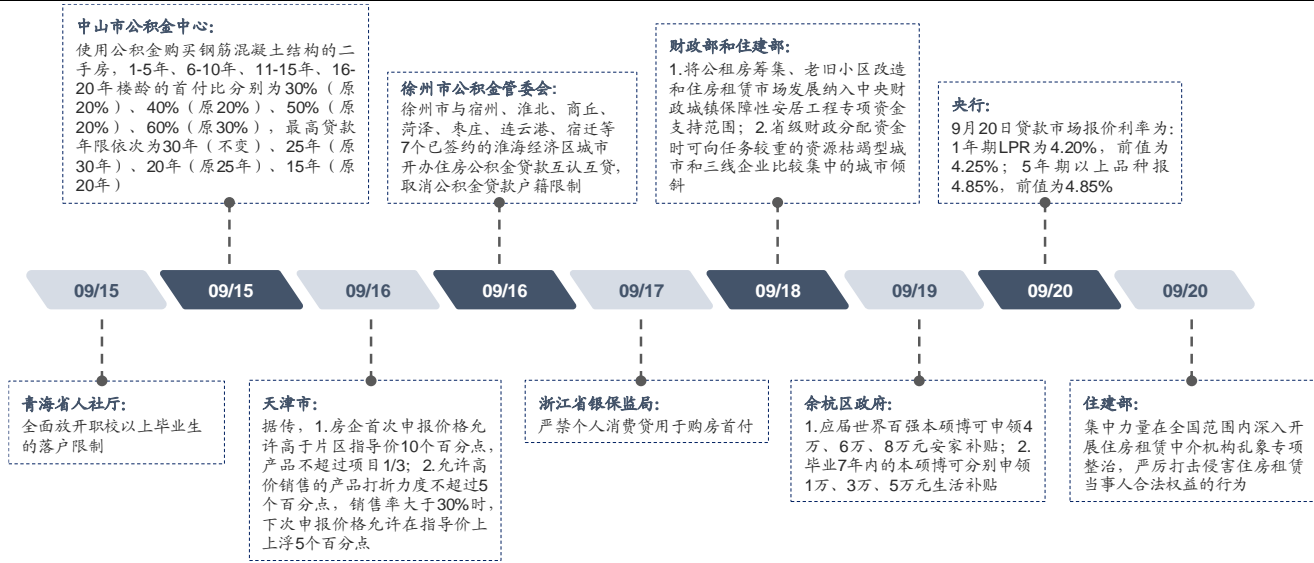 中山市公积金中心：
使用公积金购买钢筋混凝土结构的二
手房，1-5年、6-10年、11-15年、16-
20年楼龄的首付比分别为30%（原
20%）、40%（原20%）、50%（原
20%）、60%（原30%），最高贷款
年限依次为30年（不变）、25年（原
30年）、20年（原25年）、15年（原
20年）
徐州市公积金管委会：
徐州市与宿州、淮北、商丘、
菏泽、枣庄、连云港、宿迁等
7个已签约的淮海经济区城市
开办住房公积金贷款互认互贷，
取消公积金贷款户籍限制
财政部和住建部：
1.将公租房筹集、老旧小区改造
和住房租赁市场发展纳入中央财
政城镇保障性安居工程专项资金
支持范围；2.省级财政分配资金
时可向任务较重的资源枯竭型城
市和三线企业比较集中的城市倾
斜
央行：
9月20日贷款市场报价利率为：
1年期LPR为4.20%，前值为
4.25%；5年期以上品种报
4.85%，前值为4.85%
09/15
09/15
09/16
09/16
09/17
09/18
09/19
09/20
09/20
青海省人社厅：
全面放开职校以上毕业生
的落户限制
天津市：
据传，1.房企首次申报价格允
许高于片区指导价10个百分点，
产品不超过项目1/3；2.允许高
价销售的产品打折力度不超过5
个百分点，销售率大于30%时，
下次申报价格允许在指导价上
上浮5个百分点
浙江省银保监局：
严禁个人消费贷用于购房首付
余杭区政府：
1.应届世界百强本硕博可申领4
万、6万、8万元安家补贴；2.
毕业7年内的本硕博可分别申领
1万、3万、5万元生活补贴
住建部：
集中力量在全国范围内深入开
展住房租赁中介机构乱象专项
整治，严厉打击侵害住房租赁
当事人合法权益的行为